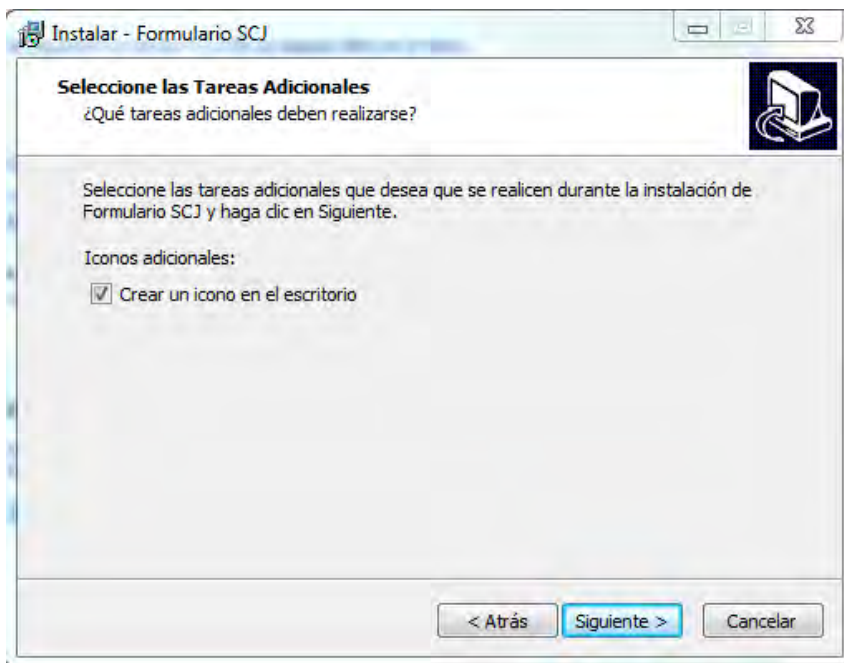 Instalar - Formulario SCJ
Seleccione las Tareas Adicionales
¿Qué tareas adicionales deben realizarse?
Seleccione las tareas adicionales que desea que se realicen durante la instalación de
Formulario SCJ y haga clic en Siguiente.
Iconos adicionales:
Crear un icono en el escritorio
< Atrás
Siguiente >
Cancelar